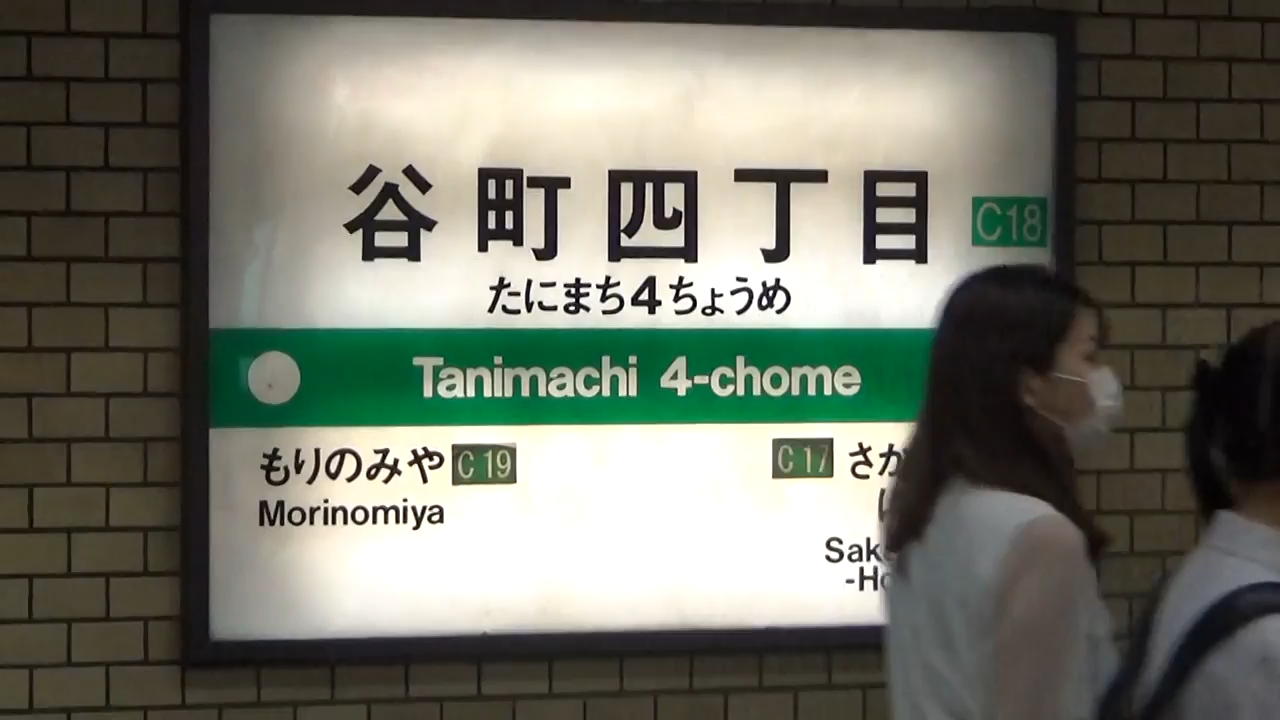 谷町四丁目 C18
たにまち4ちょうめ
Tanimachi 4-chome
もりのみや C19
Morinomiya
C17